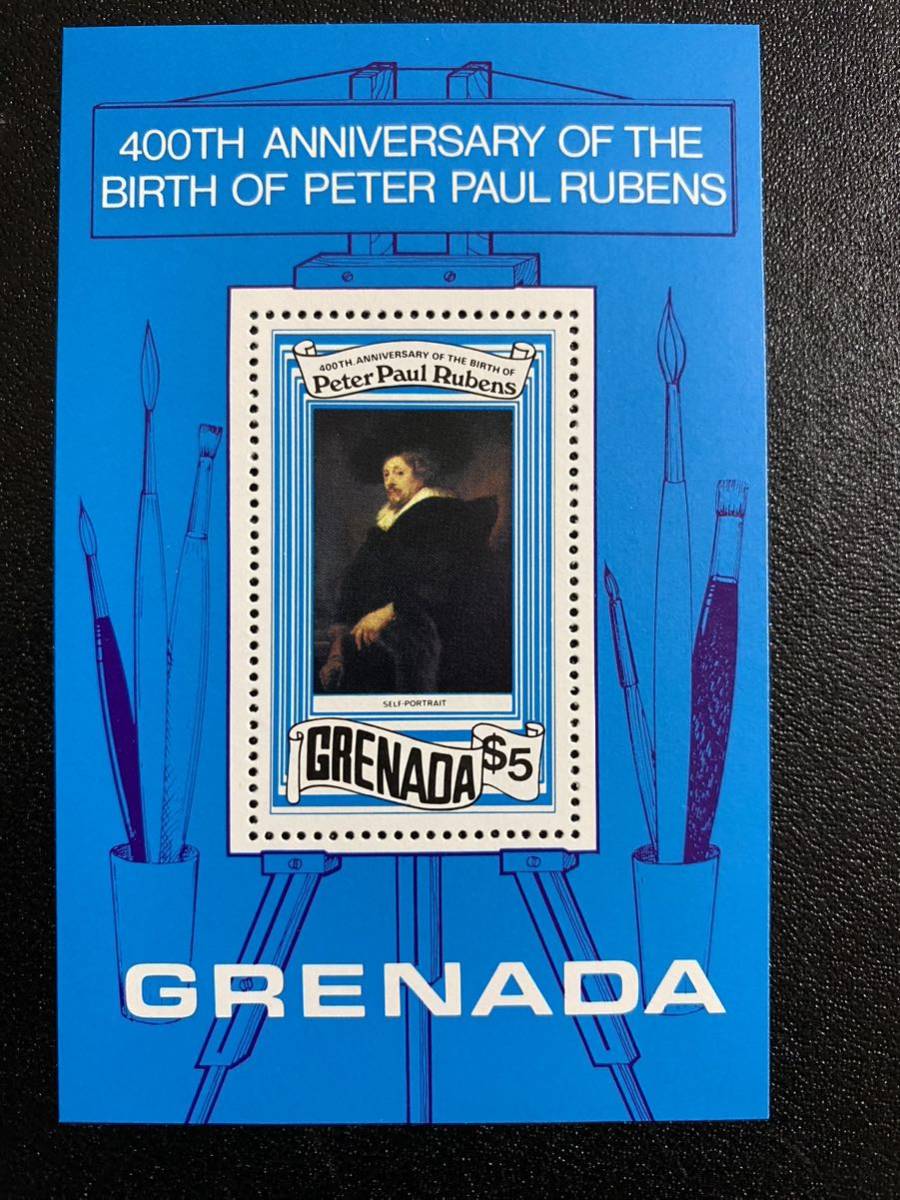 400TH ANNIVERSARY OF THE
BIRTH OF PETER PAUL RUBENS
400TH ANNIVERSARY OF THE BIRTH OF
Peter Paul Rubens
SELF-PORTRAIT
GRENADA $5
GRENADA